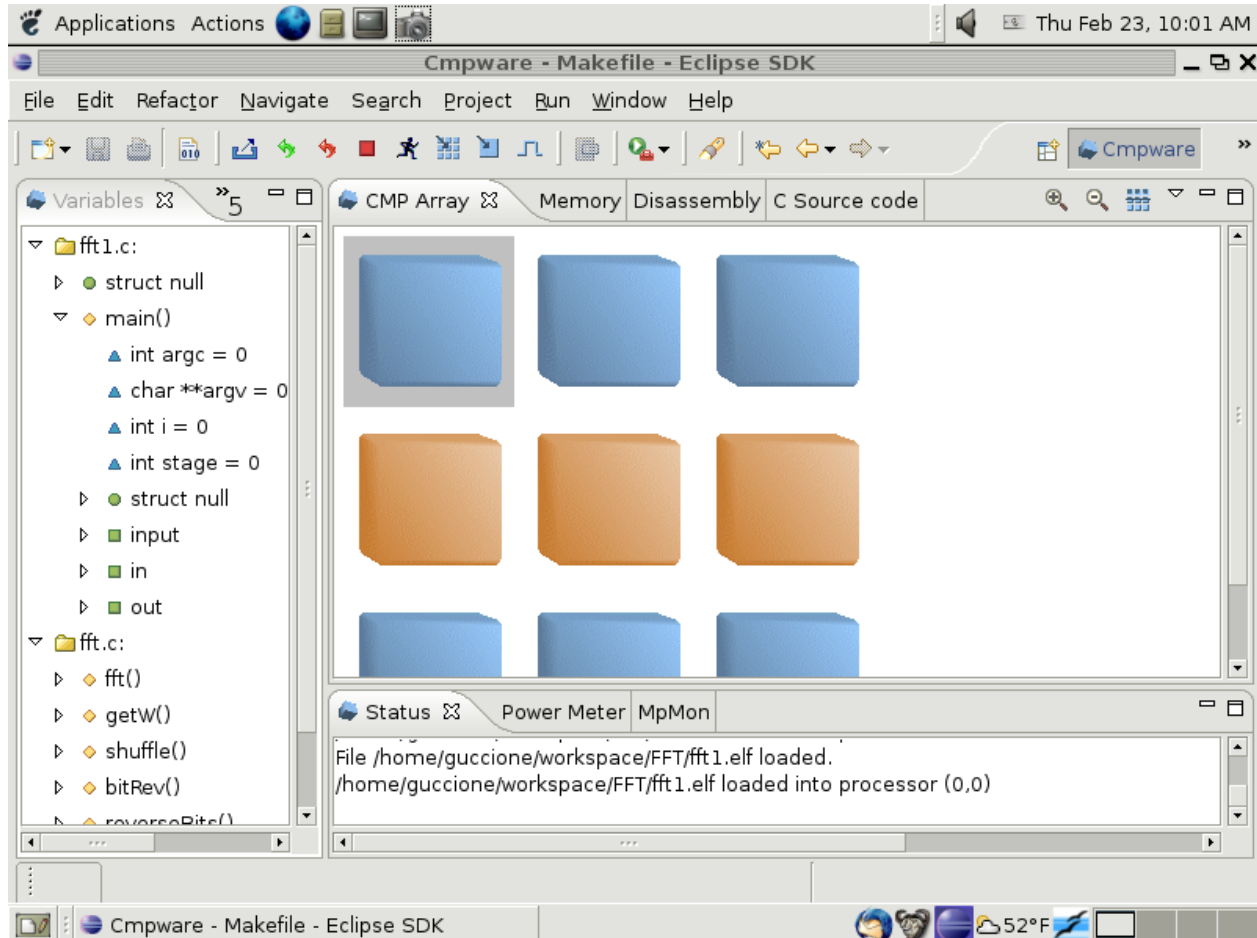 Applications Actions Thu Feb 23, 10:01 AM
Cmpware - Makefile - Eclipse SDK
File Edit Refactor Navigate Search Project Run Window Help
010
Cmpware »
Variables »5
CMP Array Memory Disassembly C Source code
fft1.c:
struct null
main()
int argc = 0
char **argv = 0
int i = 0
int stage = 0
struct null
input
in
out
fft.c:
fft()
getW()
shuffle()
bitRev()
reverseBits()
Status Power Meter MpMon
File /home/guccione/workspace/FFT/fft1.elf loaded.
/home/guccione/workspace/FFT/fft1.elf loaded into processor (0,0)
Cmpware - Makefile - Eclipse SDK
52°F